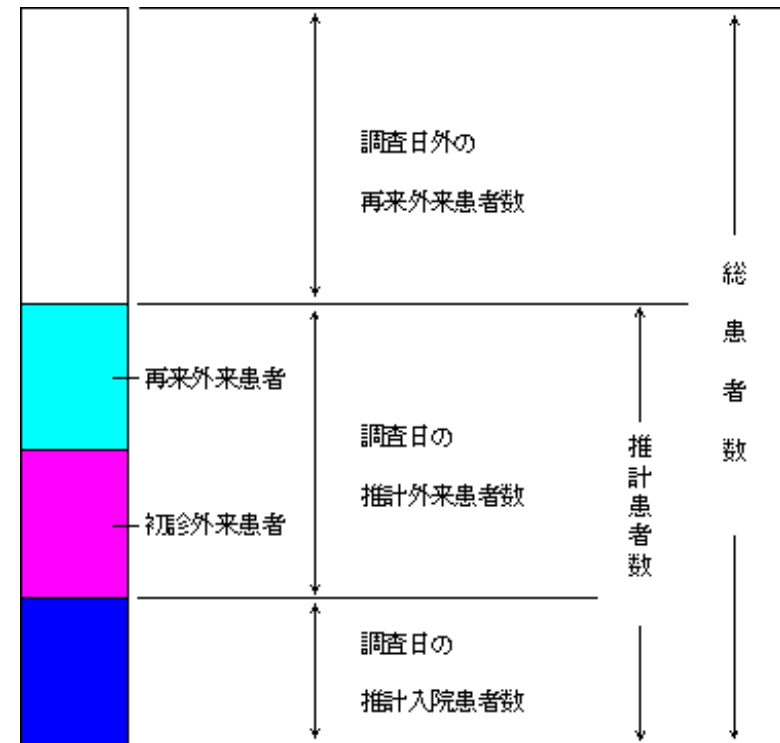 調査日外の
再来外来患者数
総患者数
再来外来患者
調査日の
推計外来患者数
推計患者数
初診外来患者
調査日の
推計入院患者数